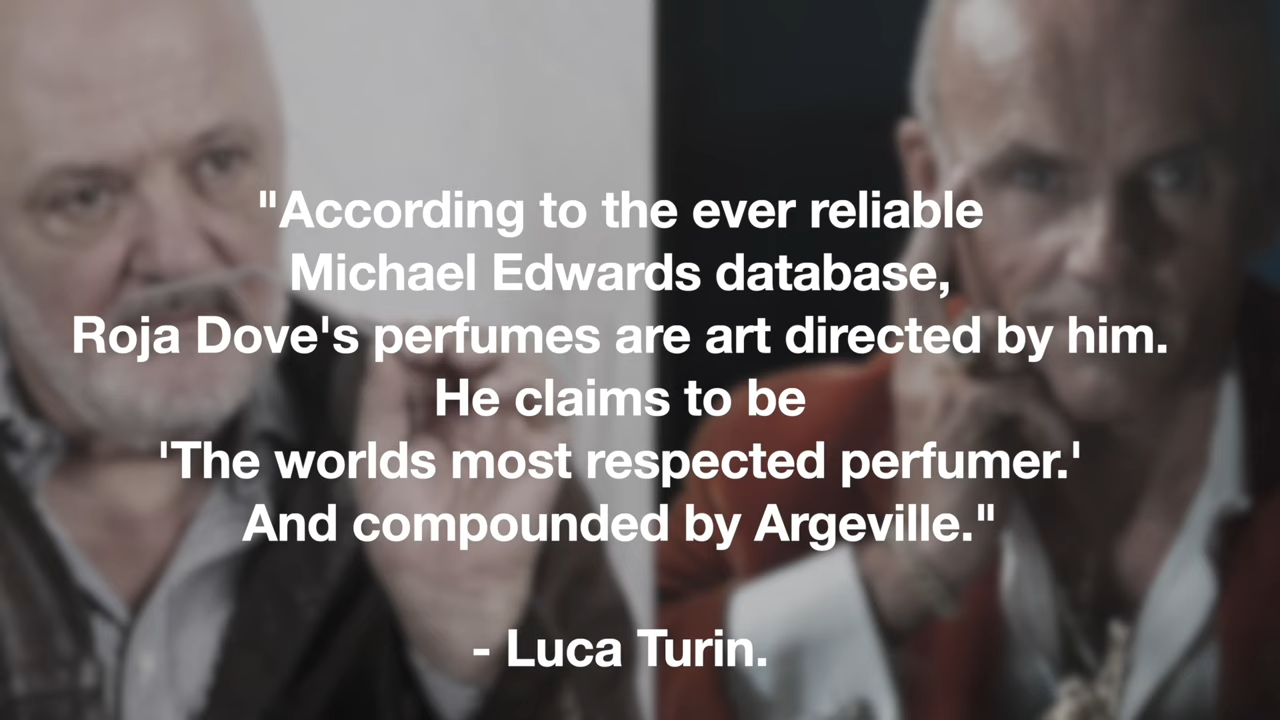 "According to the ever reliable
Michael Edwards database,
Roja Dove's perfumes are art directed by him.
He claims to be
'The worlds most respected perfumer.'
And compounded by Argeville."
- Luca Turin.